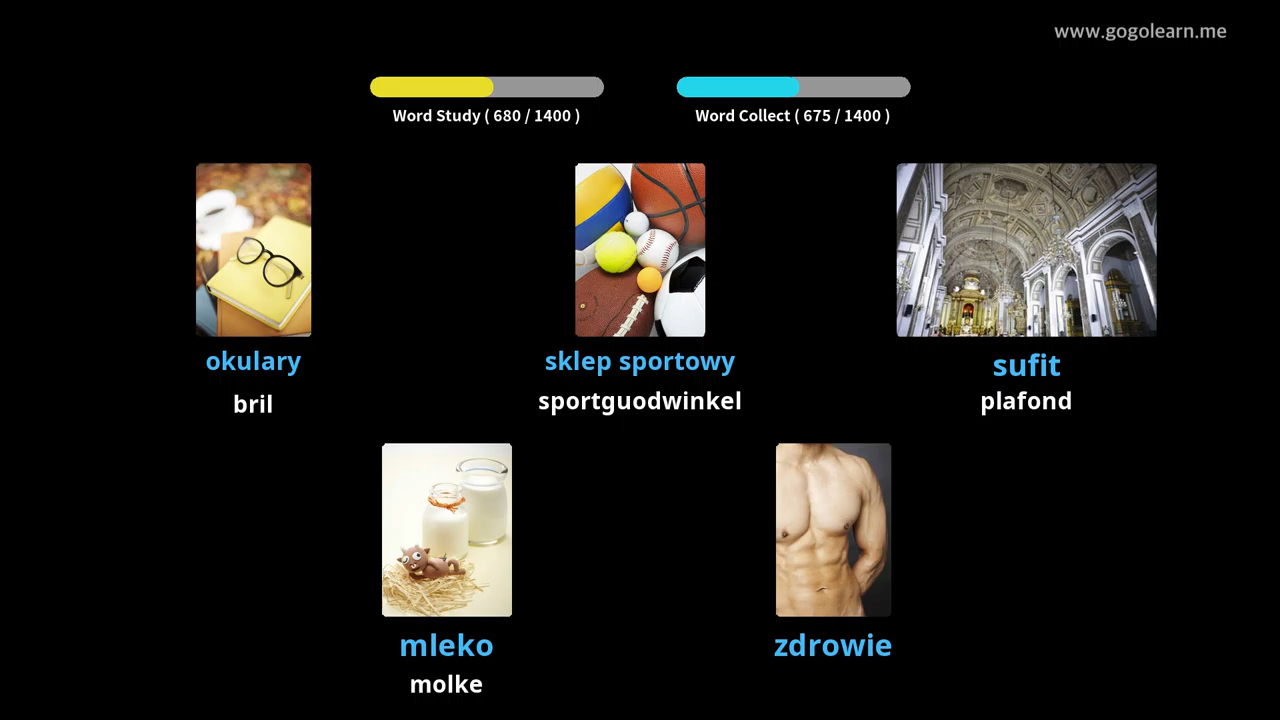 www.gogolearn.me
Word Study ( 680 / 1400 )
Word Collect ( 675 / 1400 )
okulary
bril
sklep sportowy
sportguodwinkel
sufit
plafond
mleko
molke
zdrowie